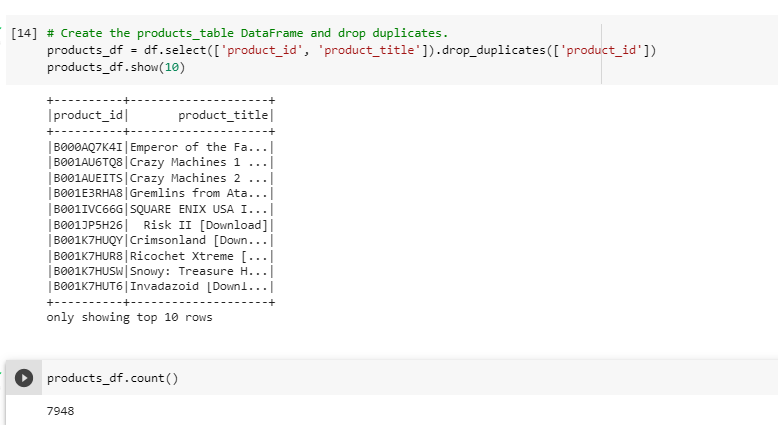 [14] # Create the products_table DataFrame and drop duplicates.
products_df = df.select(['product_id', 'product_title']).drop_duplicates(['product_id'])
products_df.show(10)
+----------+--------------------+
|product_id|       product_title|
+----------+--------------------+
|B000AQ7K4I|Emperor of the Fa...|
|B001AU6TQ8|Crazy Machines 1 ...|
|B001AUEITS|Crazy Machines 2 ...|
|B001E3RHA8|Gremlins from Ata...|
|B001IVC66G|SQUARE ENIX USA I...|
|B001JP5H26|  Risk II [Download]|
|B001K7HUQY|Crimsonland [Down...|
|B001K7HUR8|Ricochet Xtreme [...|
|B001K7HUSW|Snowy: Treasure H...|
|B001K7HUT6|Invadazoid [Downl...|
+----------+--------------------+
only showing top 10 rows
products_df.count()
7948